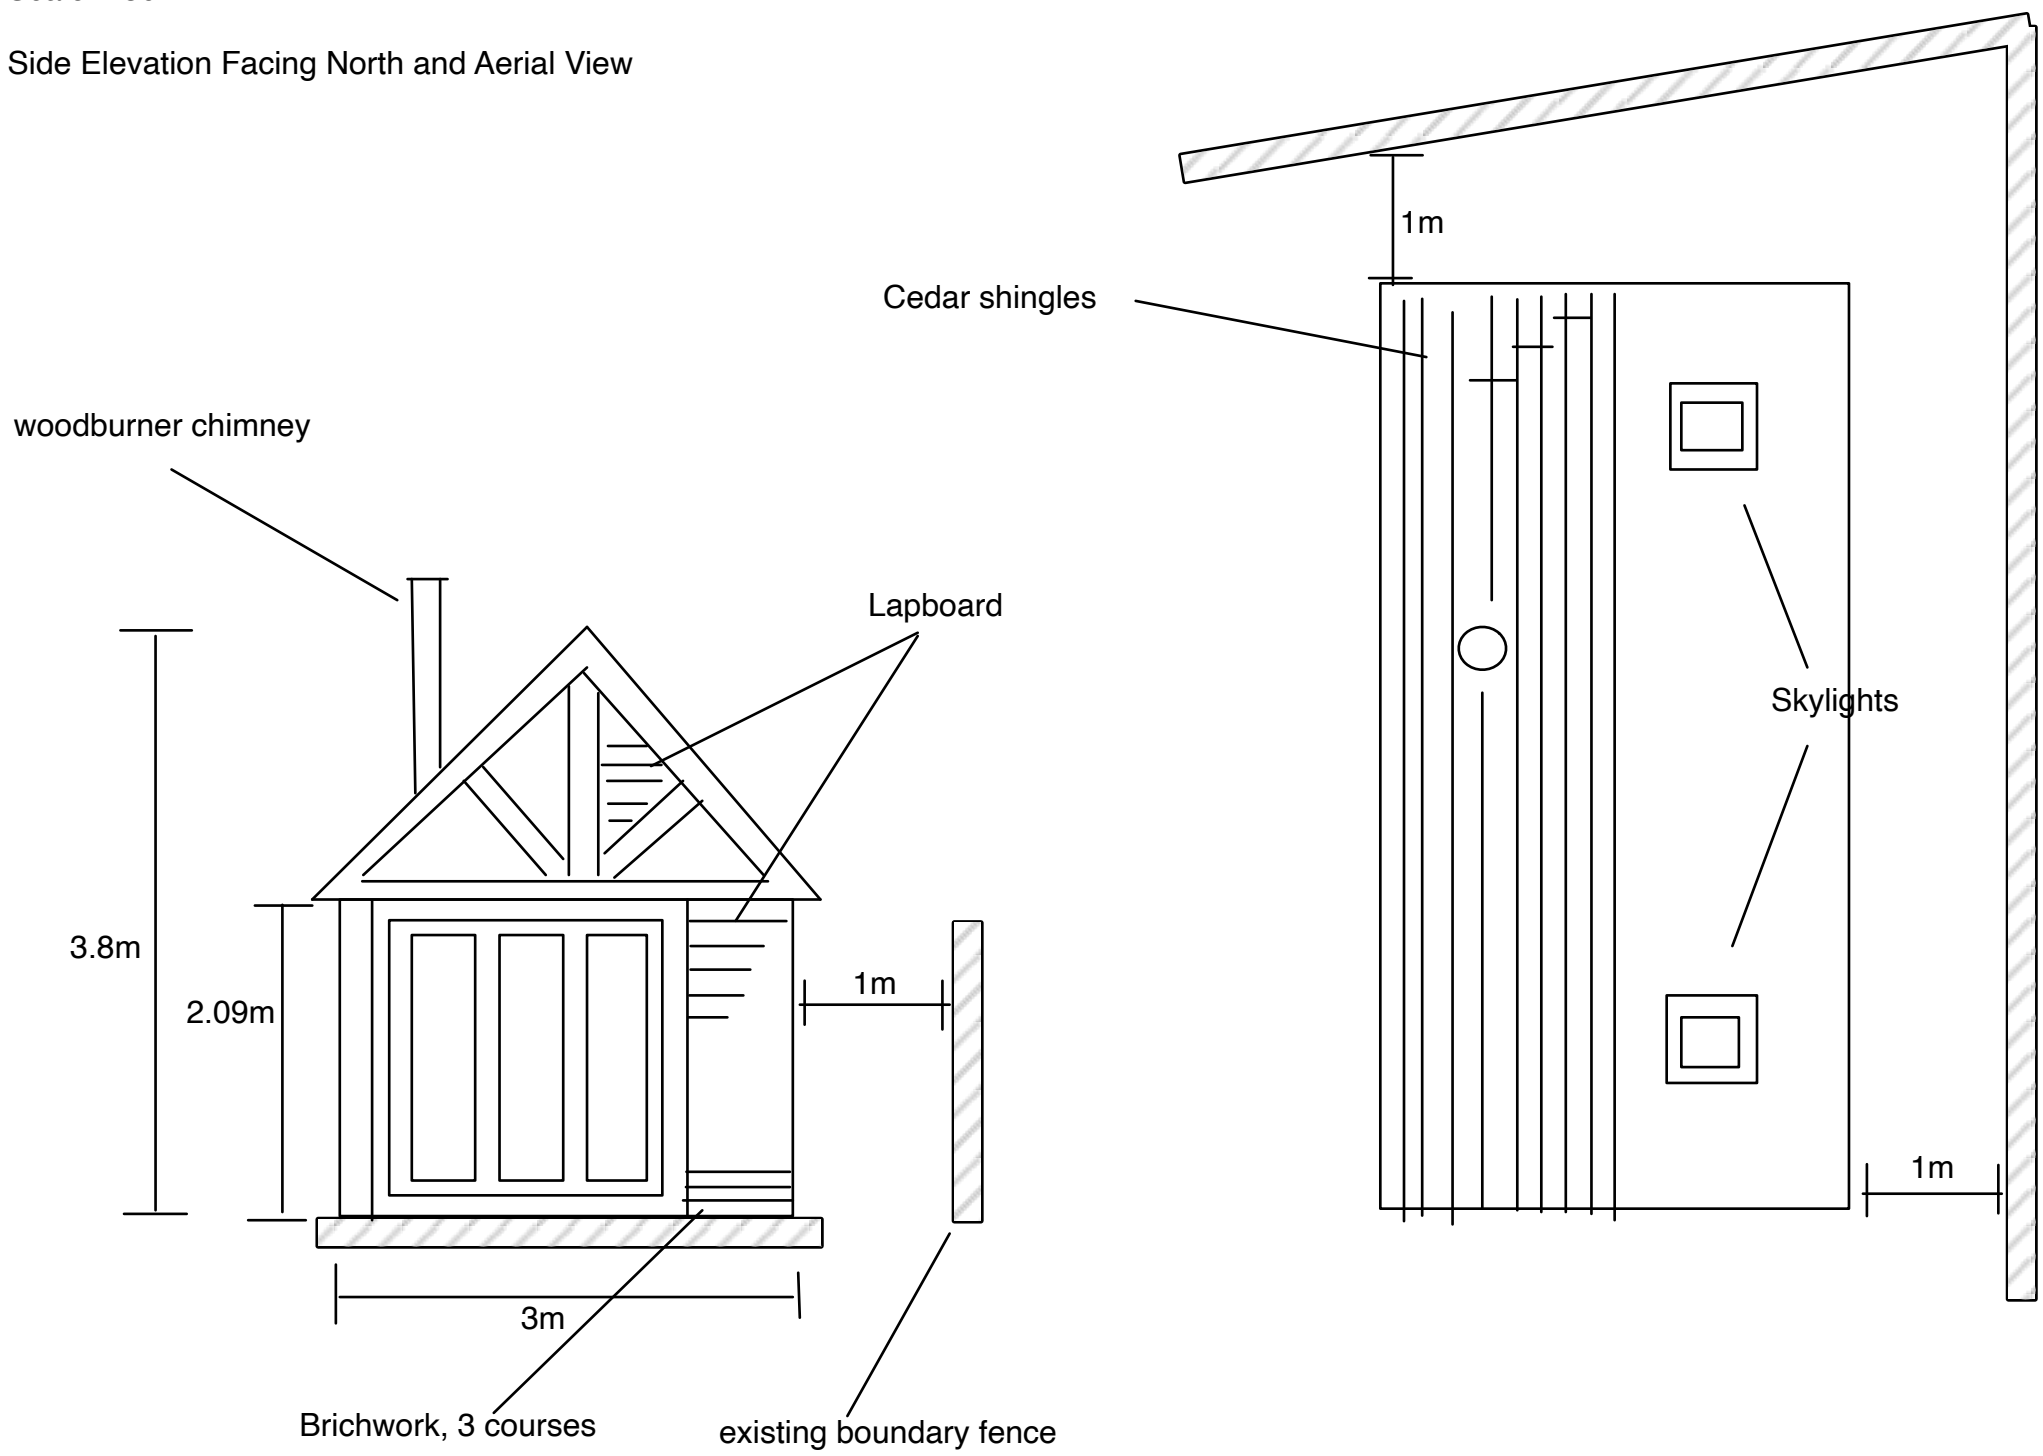 Side Elevation Facing North and Aerial View
1m
Cedar shingles
woodburner chimney
Lapboard
Skylights
3.8m
2.09m
1m
1m
3m
Brichwork, 3 courses
existing boundary fence